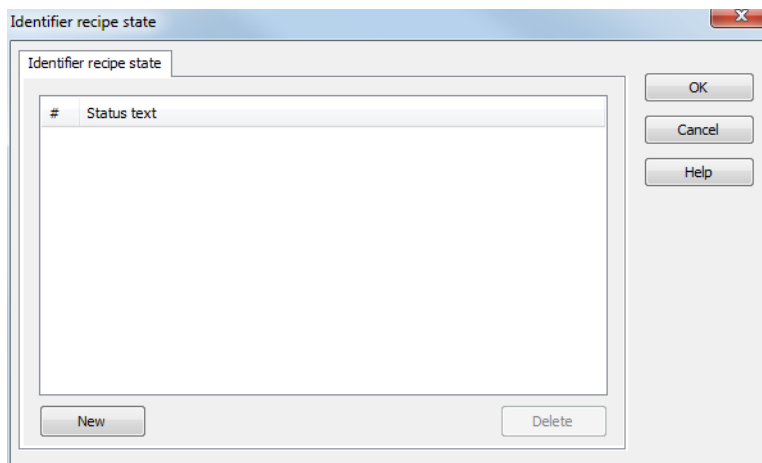 Identifier recipe state
Identifier recipe state
# Status text
OK
Cancel
Help
New
Delete